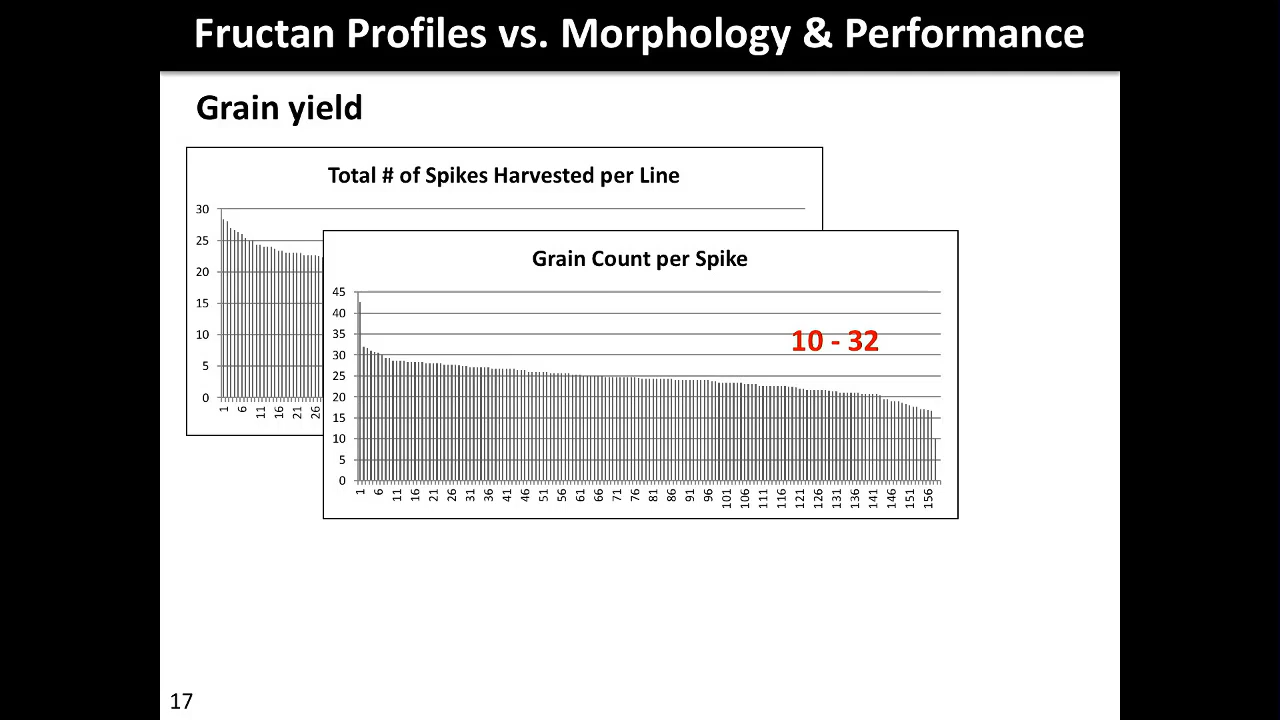 Fructan Profiles vs. Morphology & Performance
Grain yield
Total # of Spikes Harvested per Line
30
25
20
15
10
5
0
1 6 11 16 21 26
Grain Count per Spike
45
40
35
30
25
20
15
10
5
0
10 - 32
1 6 11 16 21 26 31 36 41 46 51 56 61 66 71 76 81 86 91 96 101 106 111 116 121 126 131 136 141 146 151 156
17